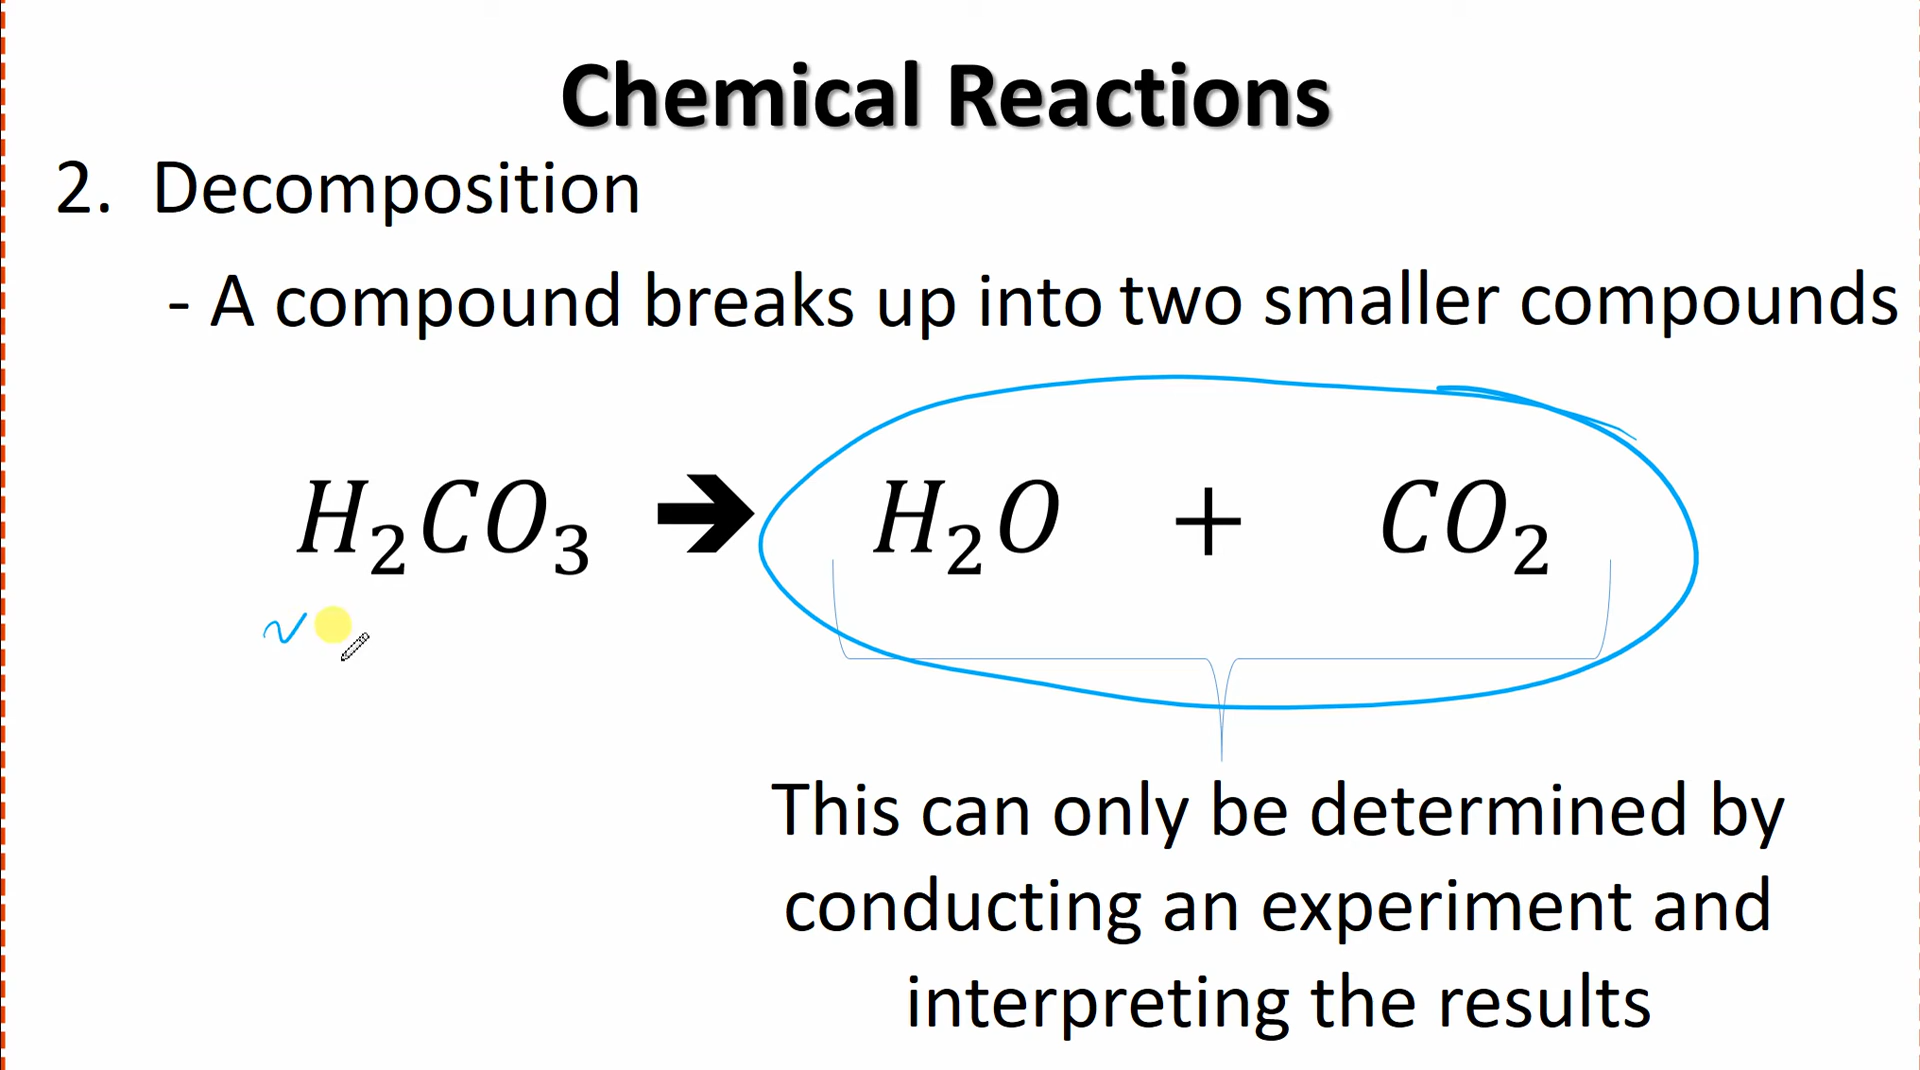 Chemical Reactions
2. Decomposition
- A compound breaks up into two smaller compounds
H₂CO₃ → H₂O + CO₂
This can only be determined by
conducting an experiment and
interpreting the results